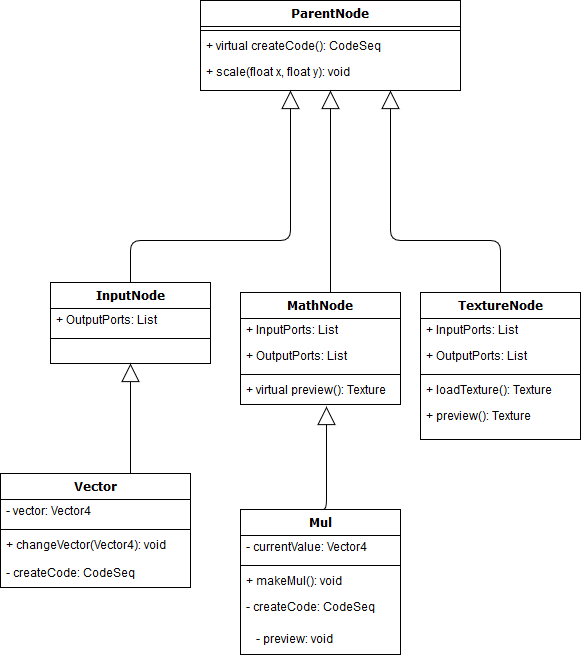 ParentNode
+ virtual createCode(): CodeSeq
+ scale(float x, float y): void
InputNode
+ OutputPorts: List
MathNode
+ InputPorts: List
+ OutputPorts: List
+ virtual preview(): Texture
TextureNode
+ InputPorts: List
+ OutputPorts: List
+ loadTexture(): Texture
+ preview(): Texture
Vector
- vector: Vector4
+ changeVector(Vector4): void
- createCode: CodeSeq
Mul
- currentValue: Vector4
+ makeMul(): void
- createCode: CodeSeq
- preview: void